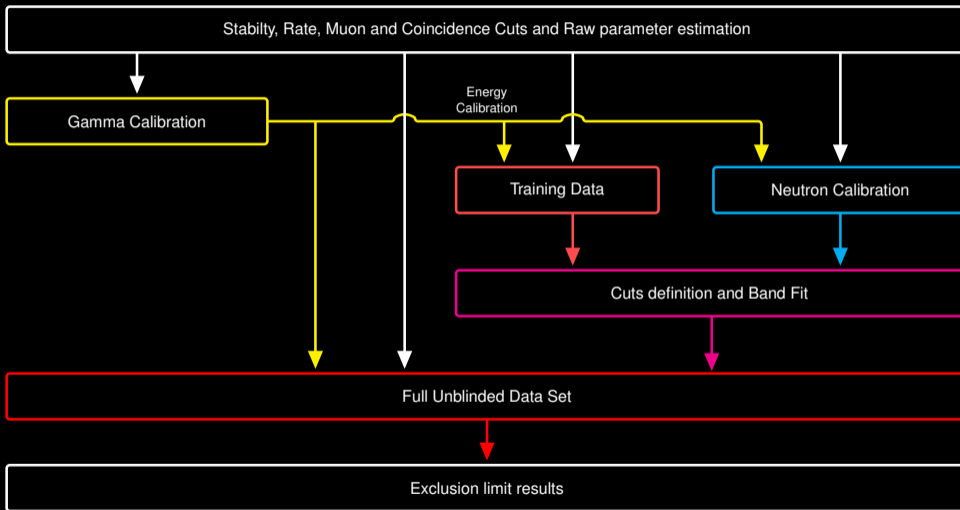 Stabilty, Rate, Muon and Coincidence Cuts and Raw parameter estimation
Energy
Calibration
Gamma Calibration
Training Data
Neutron Calibration
Cuts definition and Band Fit
Full Unblinded Data Set
Exclusion limit results